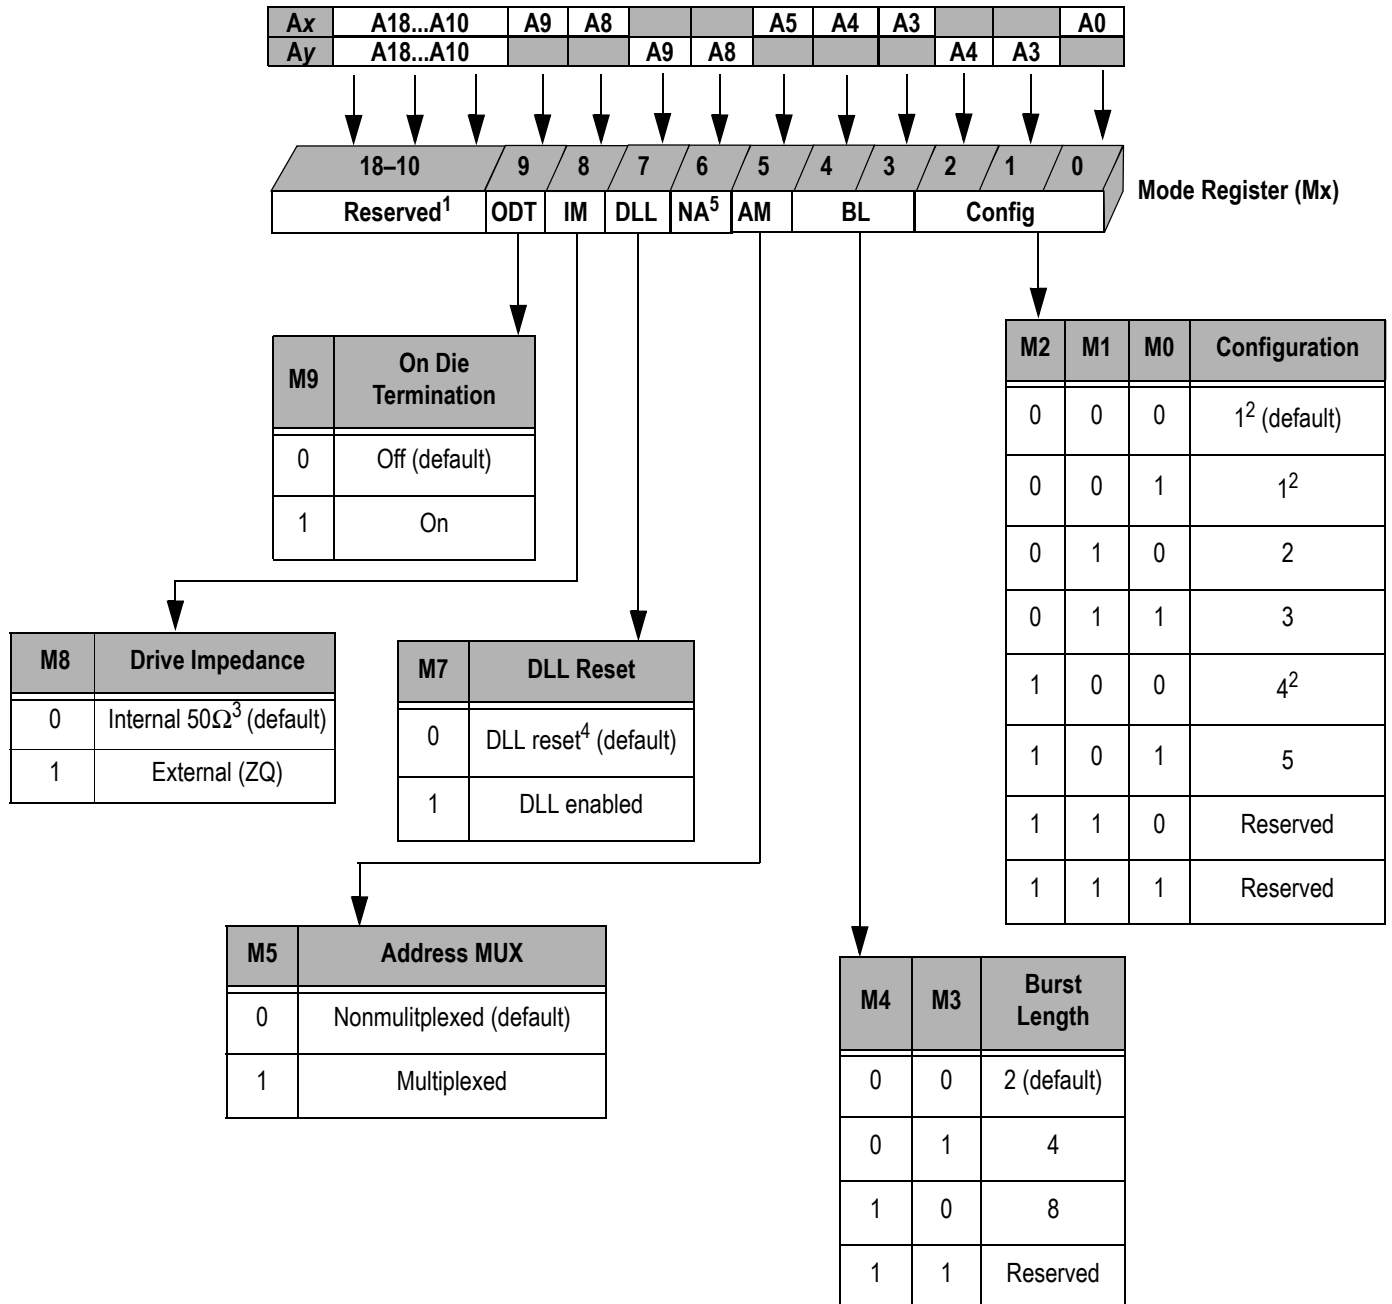 Ax A18...A10 A9 A8 A5 A4 A3 A0
Ay A18...A10 A9 A8 A4 A3
18–10 9 8 7 6 5 4 3 2 1 0
Reserved1 ODT IM DLL NA5 AM BL Config
Mode Register (Mx)
M9 On Die Termination
0 Off (default)
1 On
M2 M1 M0 Configuration
0 0 0 12 (default)
0 0 1 12
0 1 0 2
0 1 1 3
1 0 0 42
1 0 1 5
1 1 0 Reserved
1 1 1 Reserved
M8 Drive Impedance
0 Internal 50Ω3 (default)
1 External (ZQ)
M7 DLL Reset
0 DLL reset4 (default)
1 DLL enabled
M5 Address MUX
0 Nonmulitplexed (default)
1 Multiplexed
M4 M3 Burst Length
0 0 2 (default)
0 1 4
1 0 8
1 1 Reserved